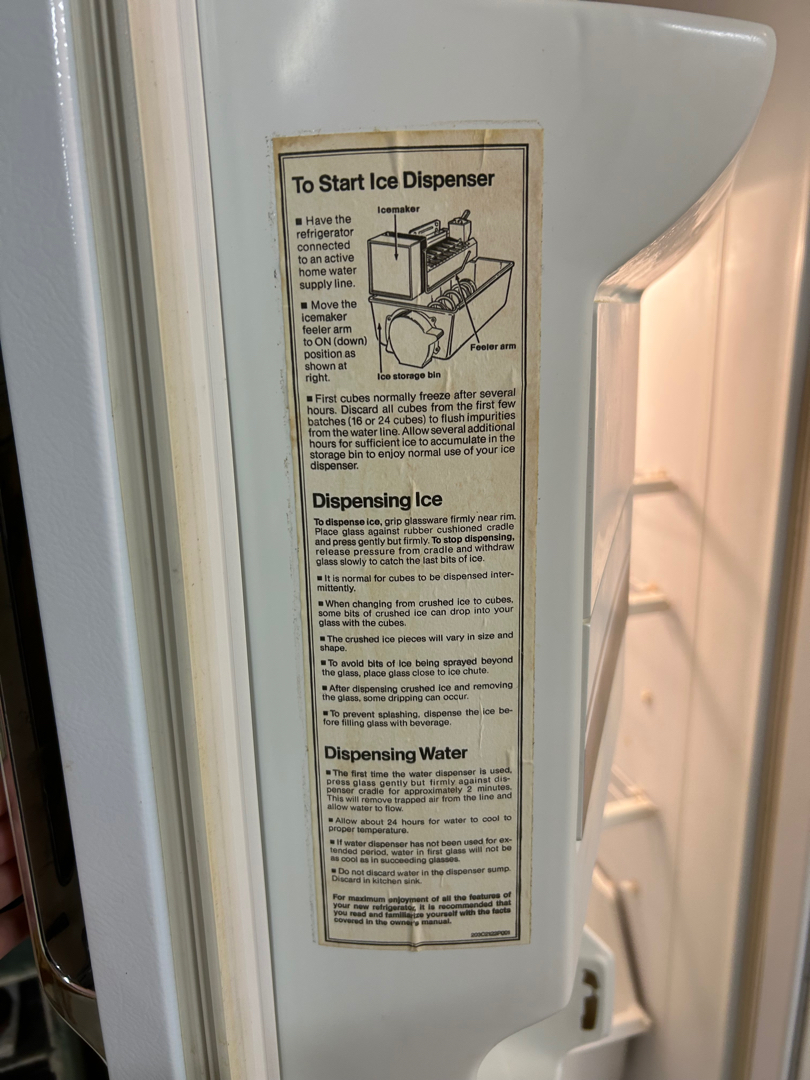 To Start Ice Dispenser
■ Have the
refrigerator
connected
to an active
home water
supply line.
■ Move the
icemaker
feeler arm
to ON (down)
position as
shown at
right.
Icemaker
Feeler arm
Ice storage bin
■ First cubes normally freeze after several
hours. Discard all cubes from the first few
batches (16 or 24 cubes) to flush impurities
from the water line. Allow several additional
hours for sufficient ice to accumulate in the
storage bin to enjoy normal use of your ice
dispenser.
Dispensing Ice
To dispense ice, grip glassware firmly near rim.
Place glass against rubber cushioned cradle
and press gently but firmly. To stop dispensing,
release pressure from cradle and withdraw
glass slowly to catch the last bits of ice.
■ It is normal for cubes to be dispensed inter-
mittently.
■ When changing from crushed ice to cubes,
some bits of crushed ice can drop into your
glass with the cubes.
■ The crushed ice pieces will vary in size and
shape.
■ To avoid bits of ice being sprayed beyond
the glass, place glass close to ice chute.
■ After dispensing crushed ice and removing
the glass, some dripping can occur.
■ To prevent splashing, dispense the ice be-
fore filling glass with beverage.
Dispensing Water
■ The first time the water dispenser is used,
press glass gently but firmly against dis-
penser cradle for approximately 2 minutes.
This will remove trapped air from the line and
allow water to flow.
■ Allow about 24 hours for water to cool to
proper temperature.
■ If water dispenser has not been used for ex-
tended period, water in first glass will not be
as cool as in succeeding glasses.
■ Do not discard water in the dispenser sump.
Discard in kitchen sink.
For maximum enjoyment of all the features of
your new refrigerator, it is recommended that
you read and familiarize yourself with the facts
covered in the owner's manual.